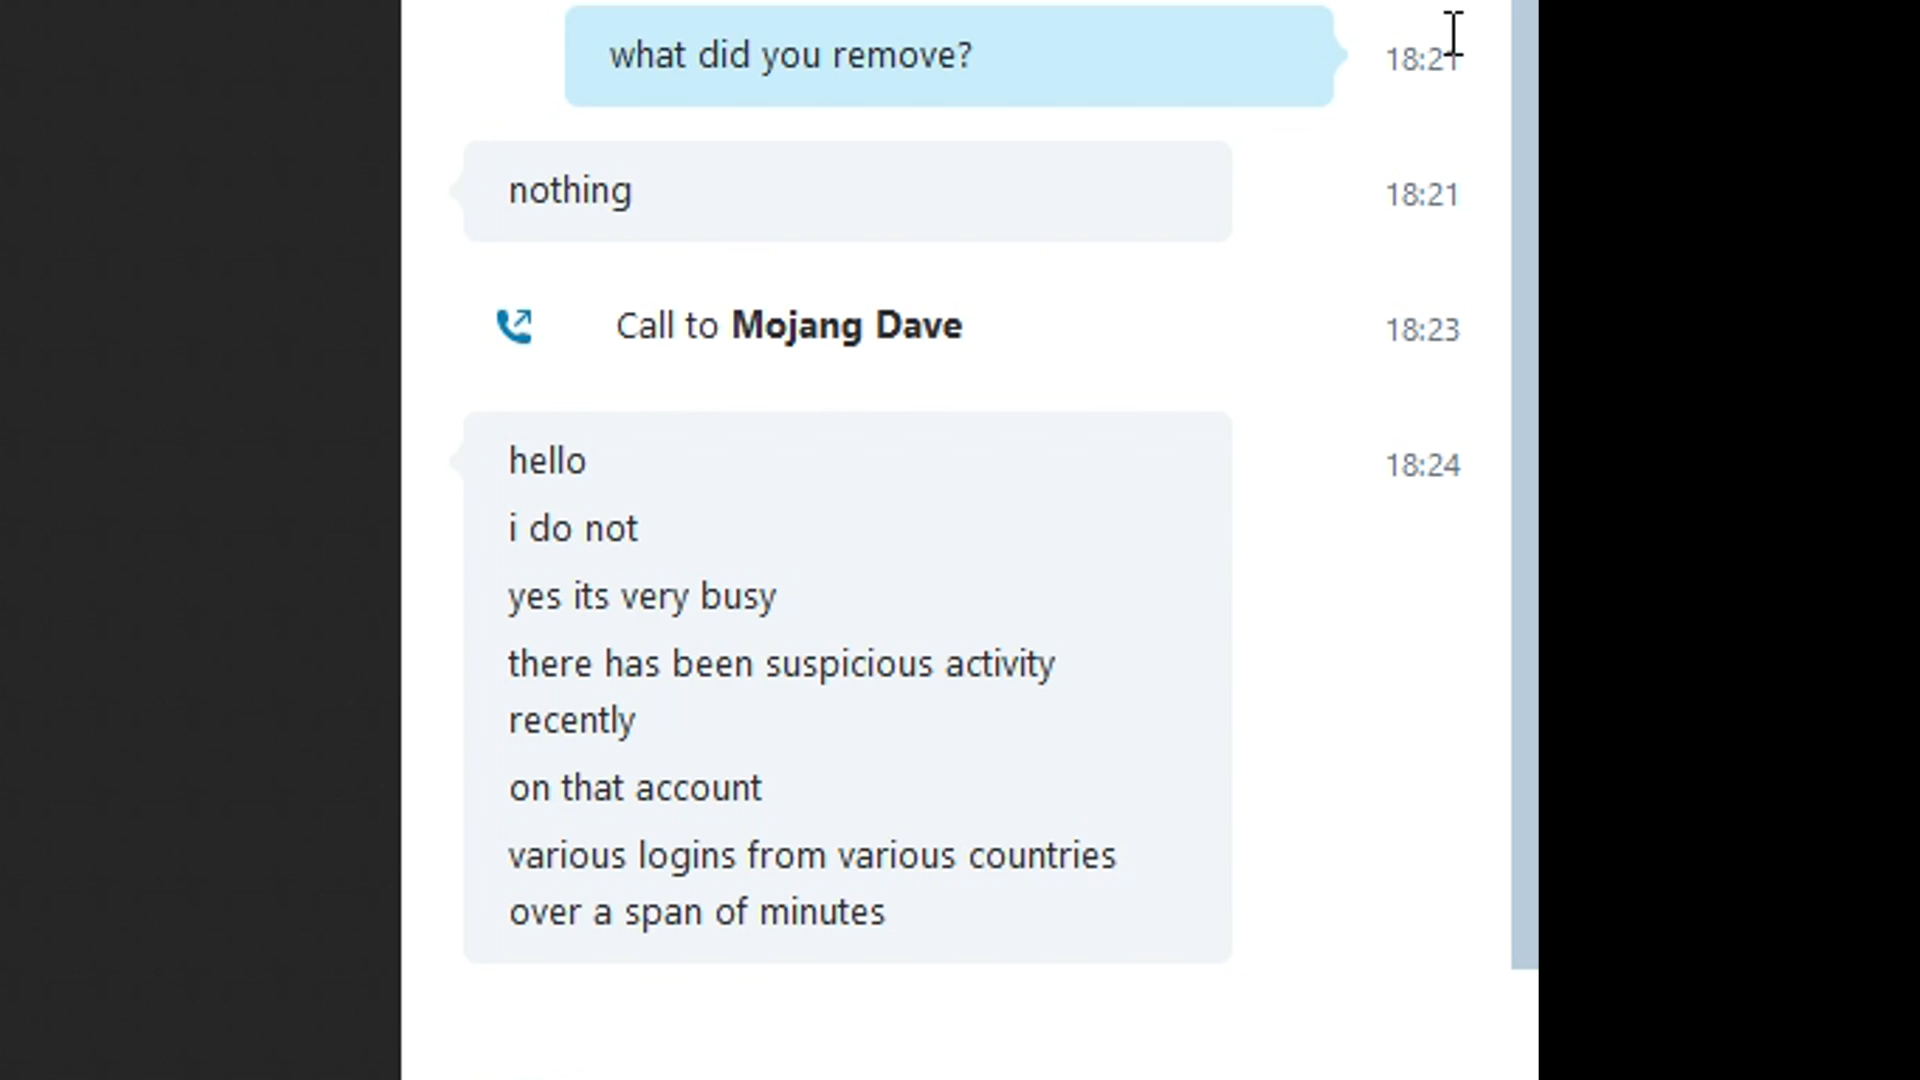 what did you remove?
18:21
nothing
18:21
Call to Mojang Dave
18:23
hello
18:24
i do not
yes its very busy
there has been suspicious activity
recently
on that account
various logins from various countries
over a span of minutes